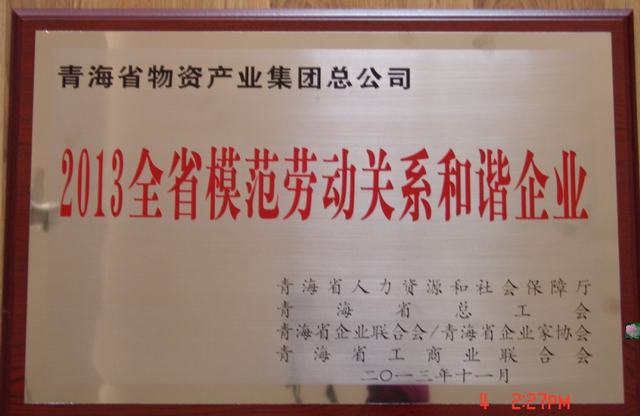 青海省物资产业集团总公司
2013全省模范劳动关系和谐企业
青海省人力资源和社会保障厅
青海省总工会
青海省企业联合会/青海省企业家协会
青海省工商业联合会
二〇一三年十一月
4 2:27PM